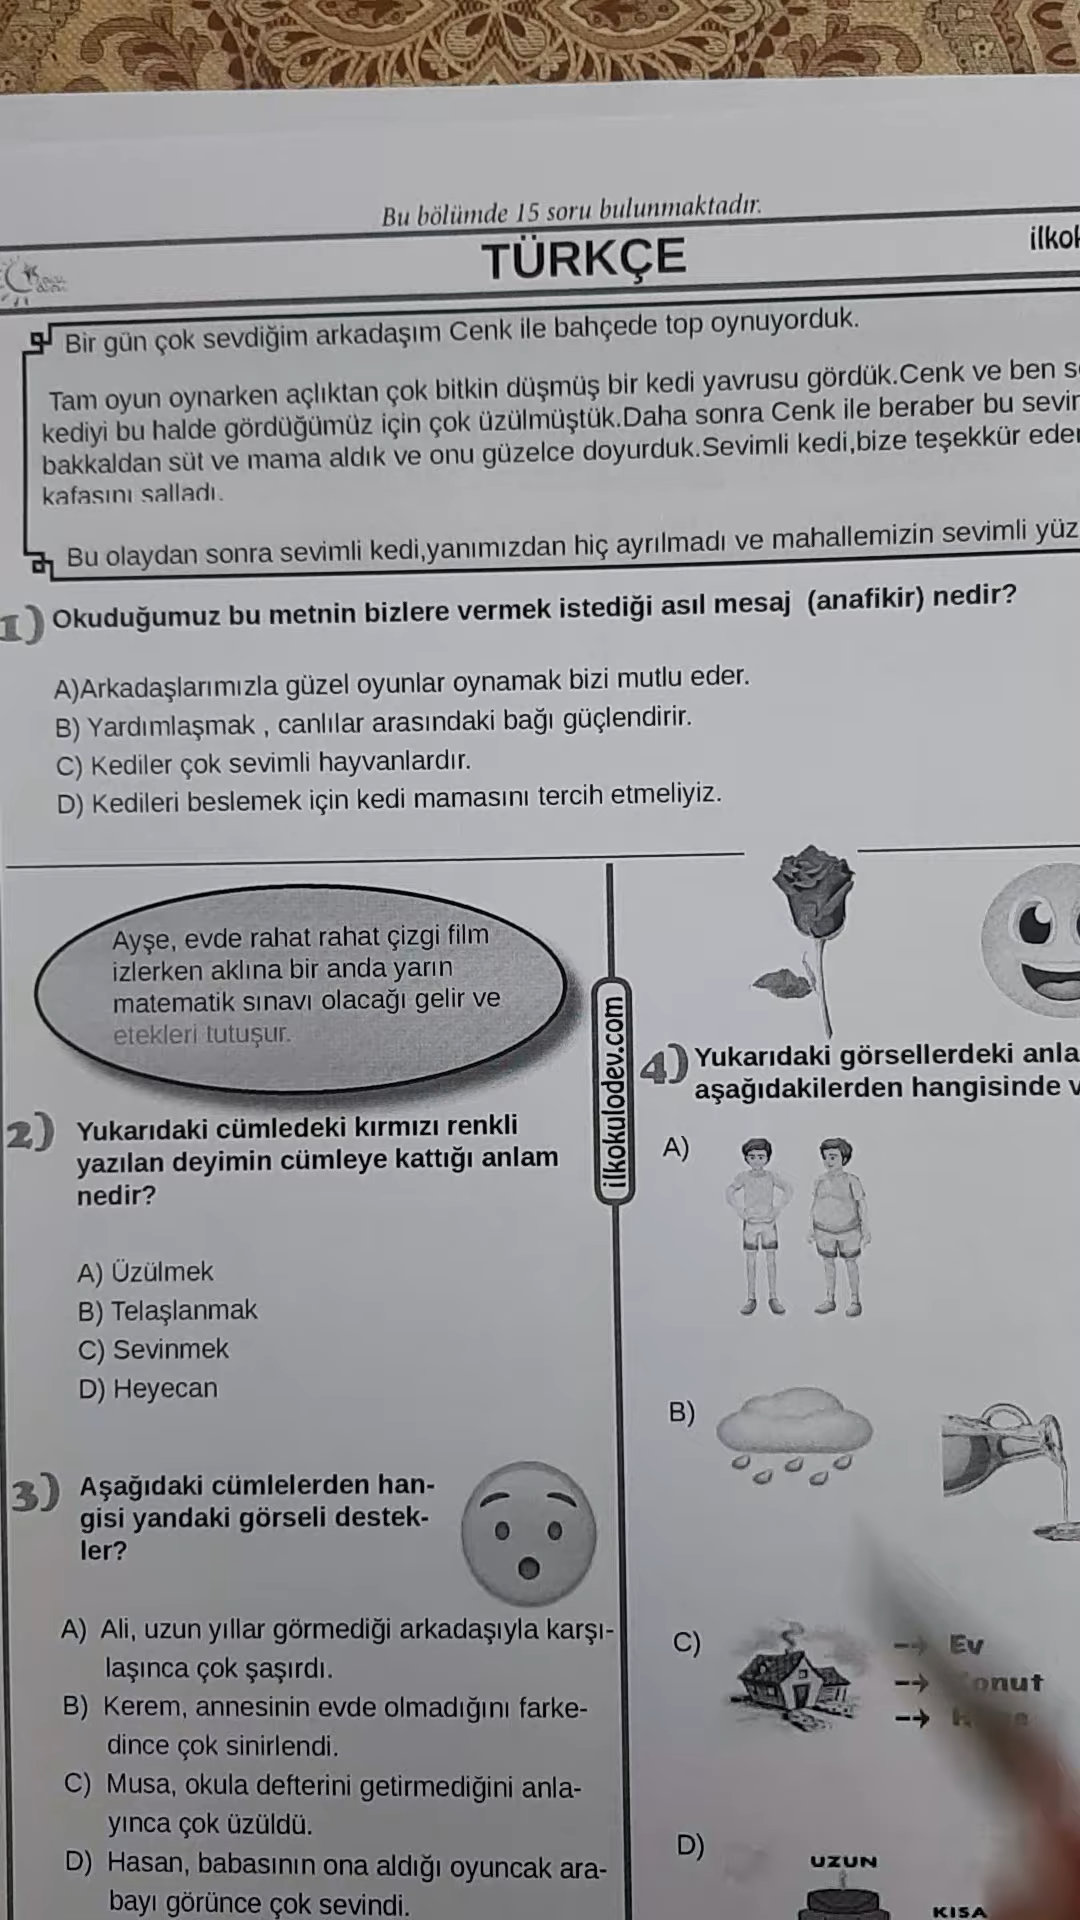 Bu bölümde 15 soru bulunmaktadır.
TÜRKÇE
Bir gün çok sevdiğim arkadaşım Cenk ile bahçede top oynuyorduk.
Tam oyun oynarken açlıktan çok bitkin düşmüş bir kedi yavrusu gördük.Cenk ve ben
kediyi bu halde gördüğümüz için çok üzülmüştük.Daha sonra Cenk ile beraber bu
bakkaldan süt ve mama aldık ve onu güzelce doyurduk.Sevimli kedi,bize teşekkür
kafasını salladı.
Bu olaydan sonra sevimli kedi,yanımızdan hiç ayrılmadı ve mahallemizin sevimli
1) Okuduğumuz bu metnin bizlere vermek istediği asıl mesaj (anafikir) nedir?
A)Arkadaşlarımızla güzel oyunlar oynamak bizi mutlu eder.
B) Yardımlaşmak , canlılar arasındaki bağı güçlendirir.
C) Kediler çok sevimli hayvanlardır.
D) Kedileri beslemek için kedi mamasını tercih etmeliyiz.
Ayşe, evde rahat rahat çizgi film
izlerken aklına bir anda yarın
matematik sınavı olacağı gelir ve
etekleri tutuşur.
2) Yukarıdaki cümledeki kırmızı renkli
yazılan deyimin cümleye kattığı anlam
nedir?
A) Üzülmek
B) Telaşlanmak
C) Sevinmek
D) Heyecan
3) Aşağıdaki cümlelerden han-
gisi yandaki görseli destek-
ler?
A) Ali, uzun yıllar görmediği arkadaşıyla karşı-
laşınca çok şaşırdı.
B) Kerem, annesinin evde olmadığını farke-
dince çok sinirlendi.
C) Musa, okula defterini getirmediğini anla-
yınca çok üzüldü.
D) Hasan, babasının ona aldığı oyuncak ara-
bayı görünce çok sevindi.
ilkokulodev.com
4) Yukarıdaki görsellerdeki
aşağıdakilerden hangisinde
A)
B)
C)
Ev
D)
UZUN
KISA